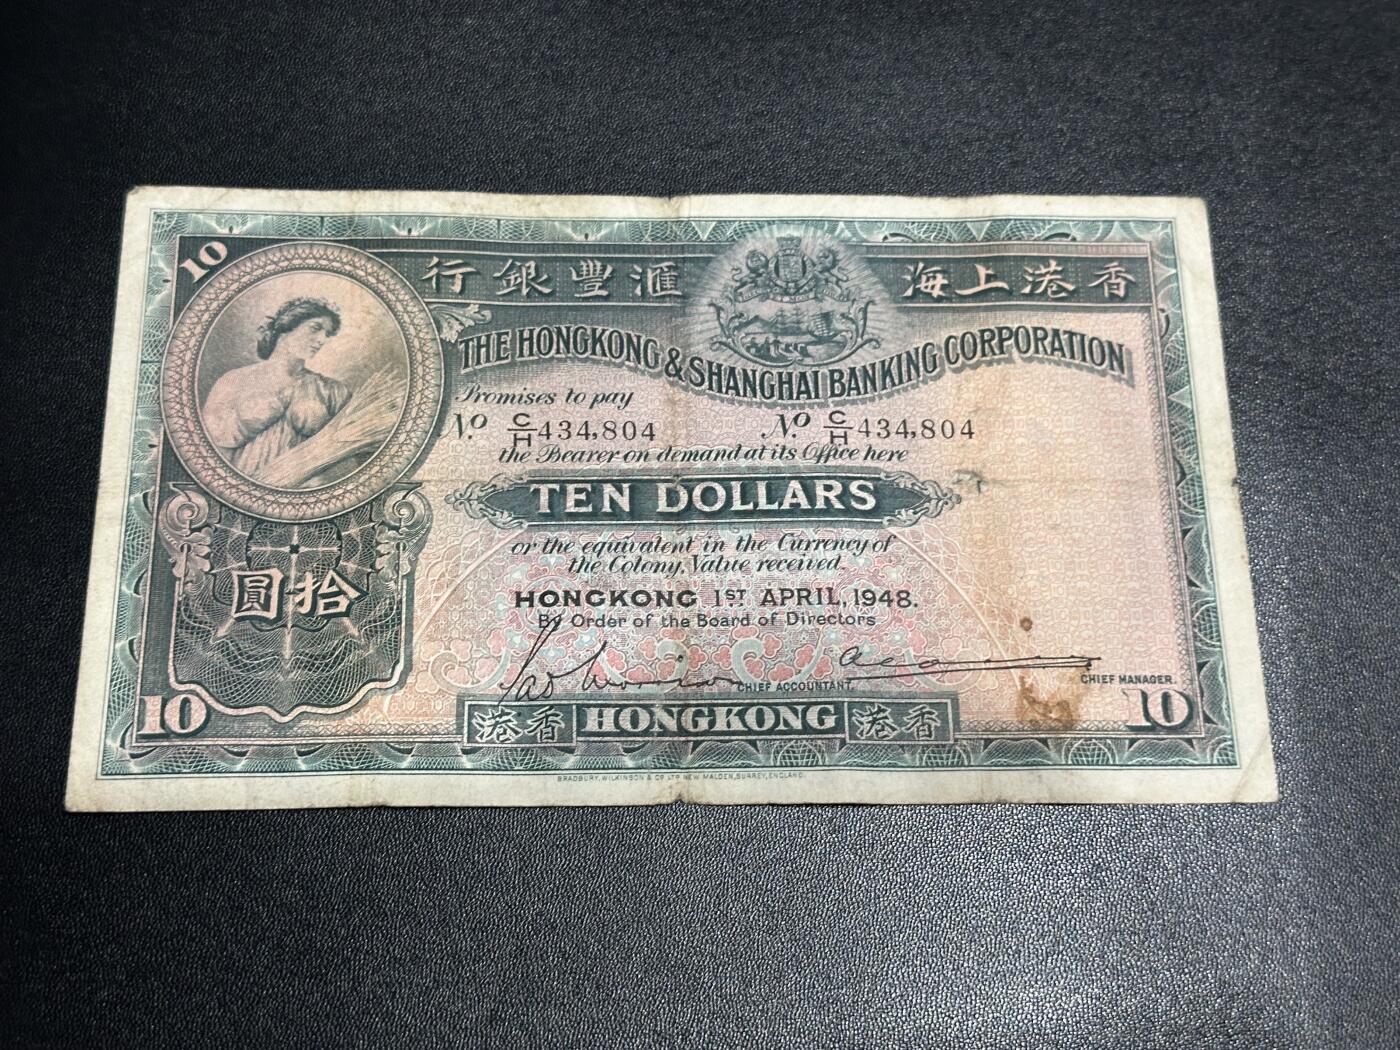 10
行銀豐滙 海上港香
THE HONGKONG & SHANGHAI BANKING CORPORATION
Promises to pay
No. C/H 434,804 No. C/H 434,804
the Bearer on demand at its Office here
TEN DOLLARS
or the equivalent in the Currency of
the Colony, Value received.
圓拾
HONGKONG 1ST APRIL, 1948.
By Order of the Board of Directors
CHIEF ACCOUNTANT.
CHIEF MANAGER.
10 港香 HONGKONG 港香 10
BRADBURY, WILKINSON & Co LTD NEW MALDEN, SURREY, ENGLAND.